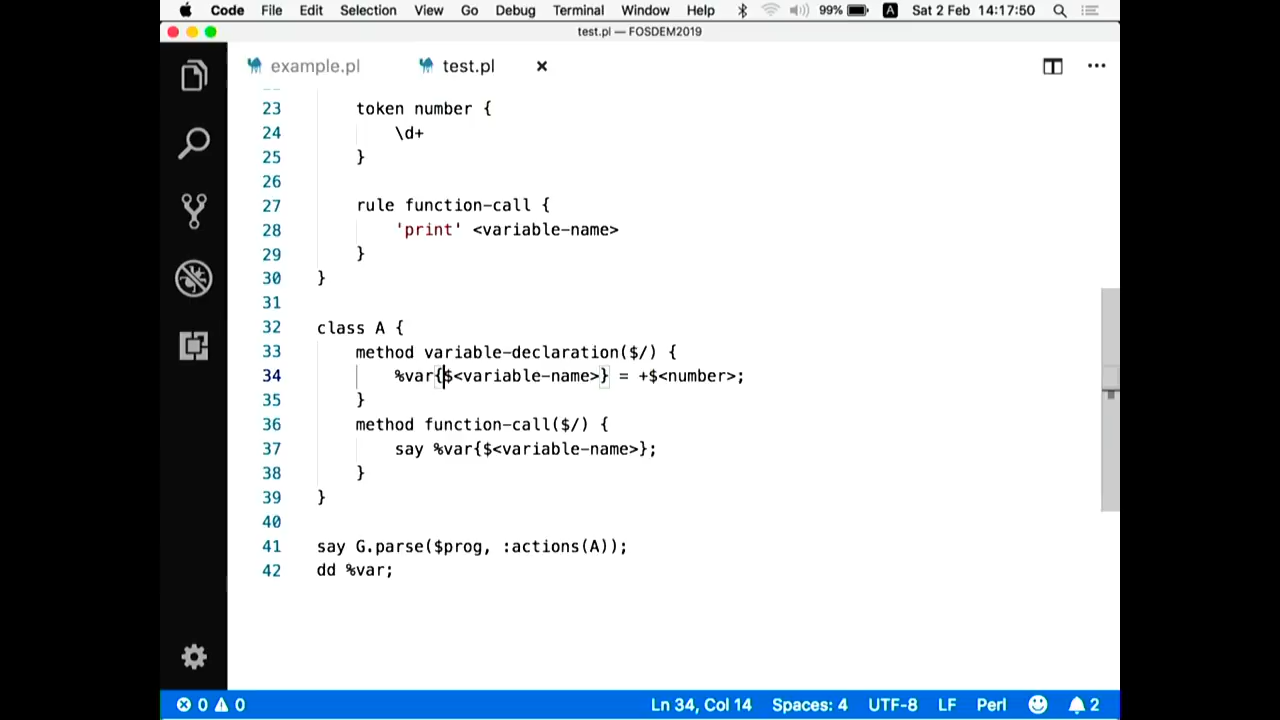 Code File Edit Selection View Go Debug Terminal Window Help 99% A Sat 2 Feb 14:17:50
test.pl — FOSDEM2019
example.pl test.pl
23 token number {
24 \d+
25 }
26
27 rule function-call {
28 'print' <variable-name>
29 }
30 }
31
32 class A {
33 method variable-declaration($/) {
34 %var{$<variable-name>} = +$<number>;
35 }
36 method function-call($/) {
37 say %var{$<variable-name>};
38 }
39 }
40
41 say G.parse($prog, :actions(A));
42 dd %var;
0 0 Ln 34, Col 14 Spaces: 4 UTF-8 LF Perl 2